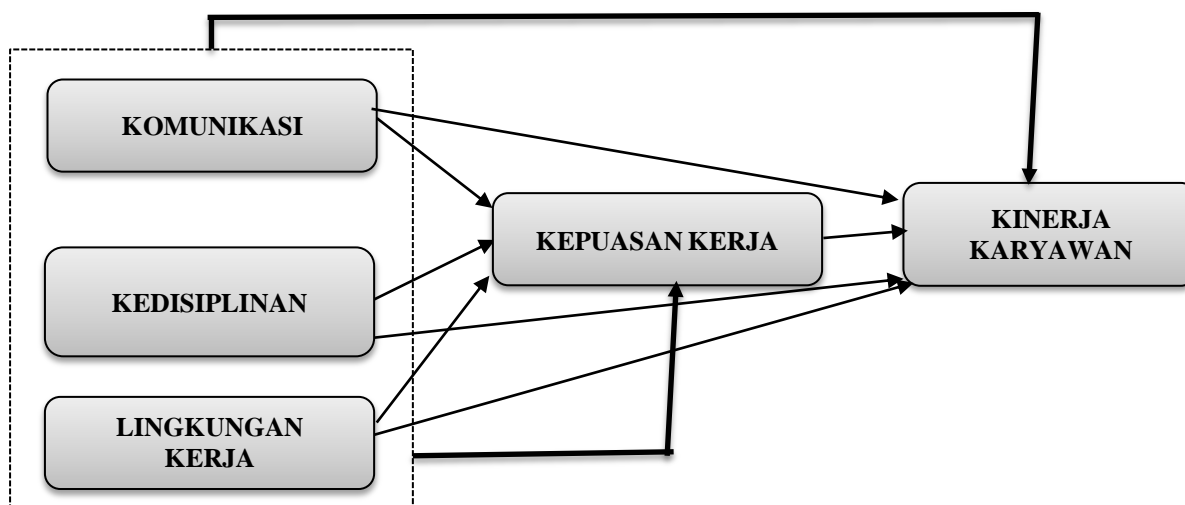 KOMUNIKASI
KEPUASAN KERJA
KINERJA
KARYAWAN
KEDISIPLINAN
LINGKUNGAN
KERJA